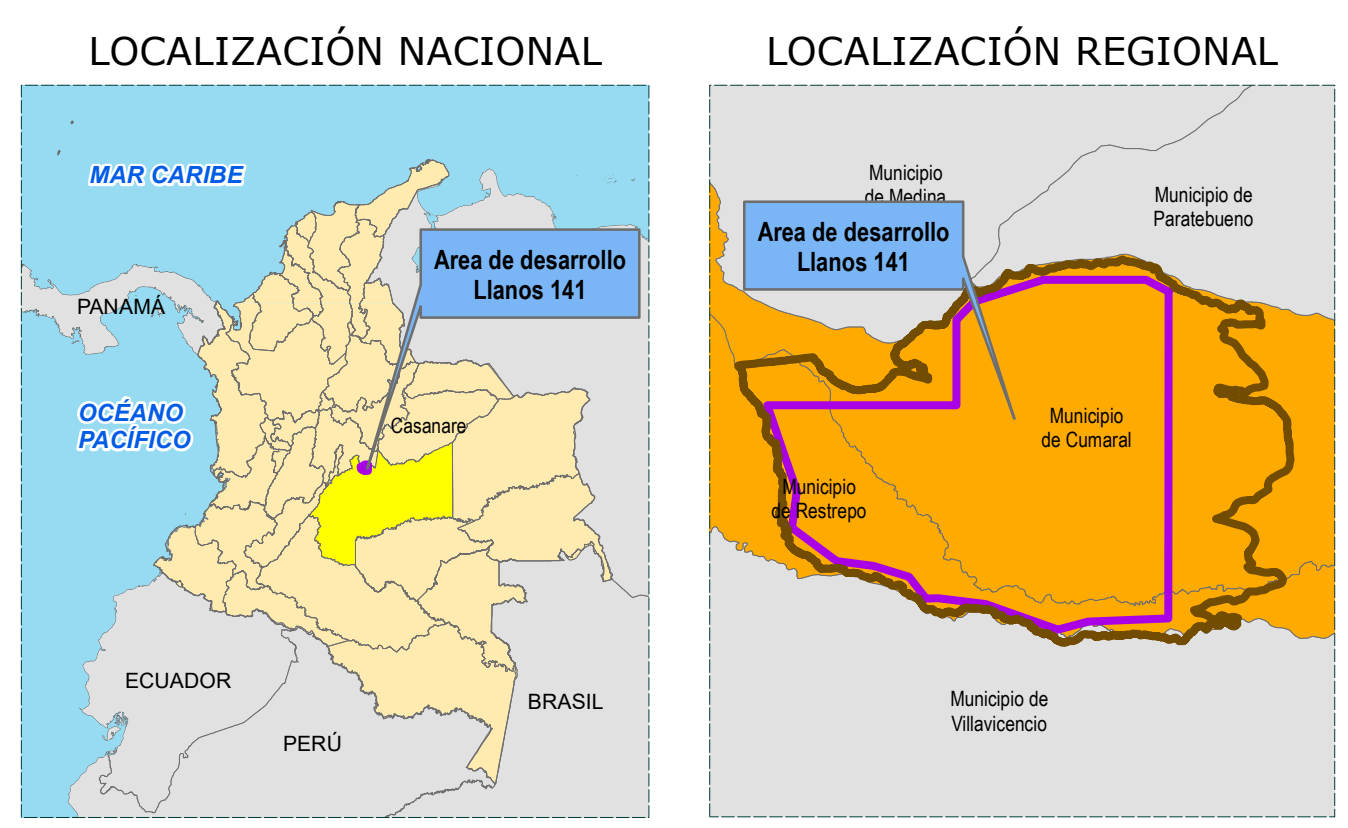 LOCALIZACIÓN NACIONAL
MAR CARIBE
Area de desarrollo
Llanos 141
PANAMÁ
OCÉANO
PACÍFICO
Casanare
ECUADOR
BRASIL
PERÚ
LOCALIZACIÓN REGIONAL
Municipio
de Medina
Municipio de
Paratebueno
Area de desarrollo
Llanos 141
Municipio
de Cumaral
Municipio
de Restrepo
Municipio de
Villavicencio